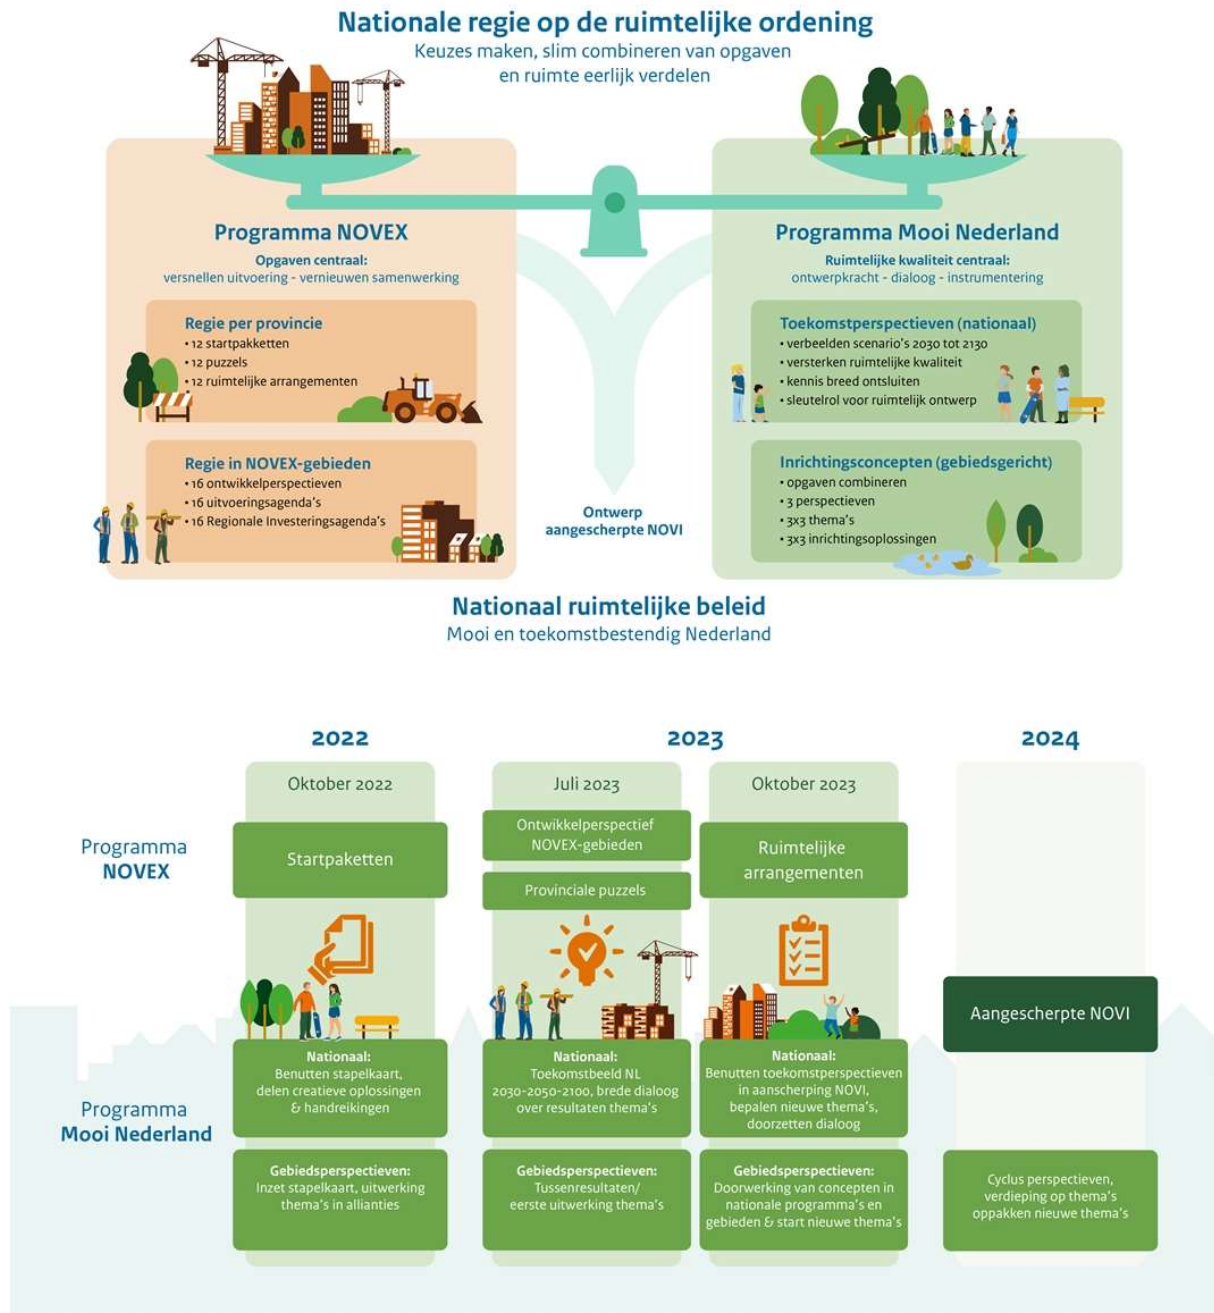 Nationale regie op de ruimtelijke ordening
Keuzes maken, slim combineren van opgaven
en ruimte eerlijk verdelen
Programma NOVEX
Opgaven centraal:
versnellen uitvoering - vernieuwen samenwerking
Regie per provincie
• 12 startpakketten
• 12 puzzels
• 12 ruimtelijke arrangementen
Regie in NOVEX-gebieden
• 16 ontwikkelperspectieven
• 16 uitvoeringsagenda's
• 16 Regionale Investeringsagenda's
Ontwerp
aangescherpte NOVI
Programma Mooi Nederland
Ruimtelijke kwaliteit centraal:
ontwerpkracht - dialoog - instrumentering
Toekomstperspectieven (nationaal)
• verbeelden scenario's 2030 tot 2130
• versterken ruimtelijke kwaliteit
• kennis breed ontsluiten
• sleutelrol voor ruimtelijk ontwerp
Inrichtingsconcepten (gebiedsgericht)
• opgaven combineren
• 3 perspectieven
• 3x3 thema's
• 3x3 inrichtingsoplossingen
Nationaal ruimtelijke beleid
Mooi en toekomstbestendig Nederland
2022
2023
2024
Oktober 2022
Juli 2023
Oktober 2023
Programma
NOVEX
Startpaketten
Ontwikkelperspectief
NOVEX-gebieden
Provinciale puzzels
Ruimtelijke
arrangementen
Aangescherpte NOVI
Programma
Mooi Nederland
Nationaal:
Benutten stapelkaart,
delen creatieve oplossingen
& handreikingen
Nationaal:
Toekomstbeeld NL
2030-2050-2100, brede dialoog
over resultaten thema's
Nationaal:
Benutten toekomstperspectieven
in aanscherping NOVI,
bepalen nieuwe thema's,
doorzetten dialoog
Gebiedsperspectieven:
Inzet stapelkaart, uitwerking
thema's in allianties
Gebiedsperspectieven:
Tussenresultaten/
eerste uitwerking thema's
Gebiedsperspectieven:
Doorwerking van concepten in
nationale programma's en
gebieden & start nieuwe thema's
Cyclus perspectieven,
verdieping op thema's
oppakken nieuwe thema's